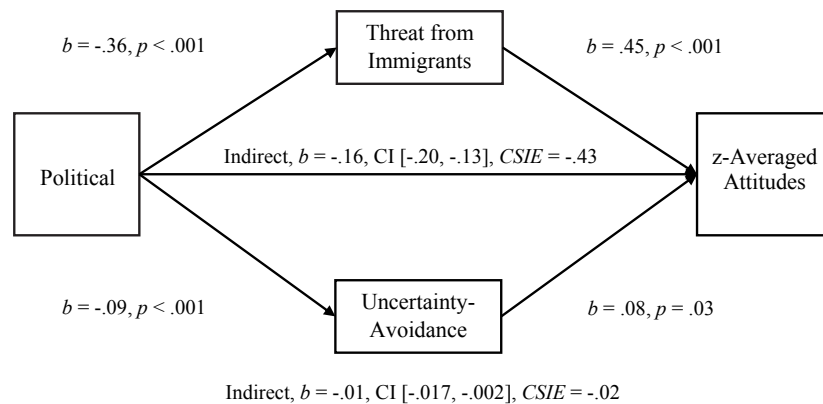 b = -.36, p < .001
Threat from
Immigrants
b = .45, p < .001
Political
Indirect, b = -.16, CI [-.20, -.13], CSIE = -.43
z-Averaged
Attitudes
b = -.09, p < .001
Uncertainty-
Avoidance
b = .08, p = .03
Indirect, b = -.01, CI [-.017, -.002], CSIE = -.02